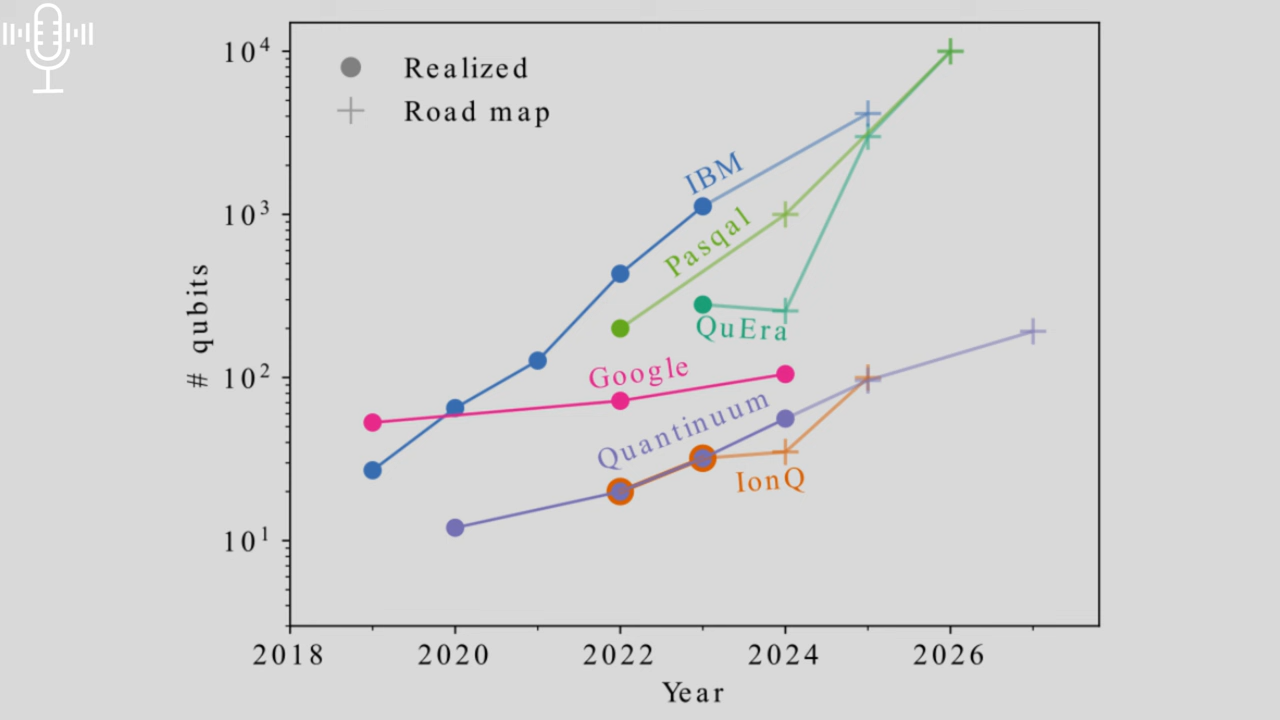 10⁴
Realized
Road map
IBM
10³
Pasqal
# qubits
QuEra
10²
Google
Quantinuum
IonQ
10¹
2018 2020 2022 2024 2026
Year